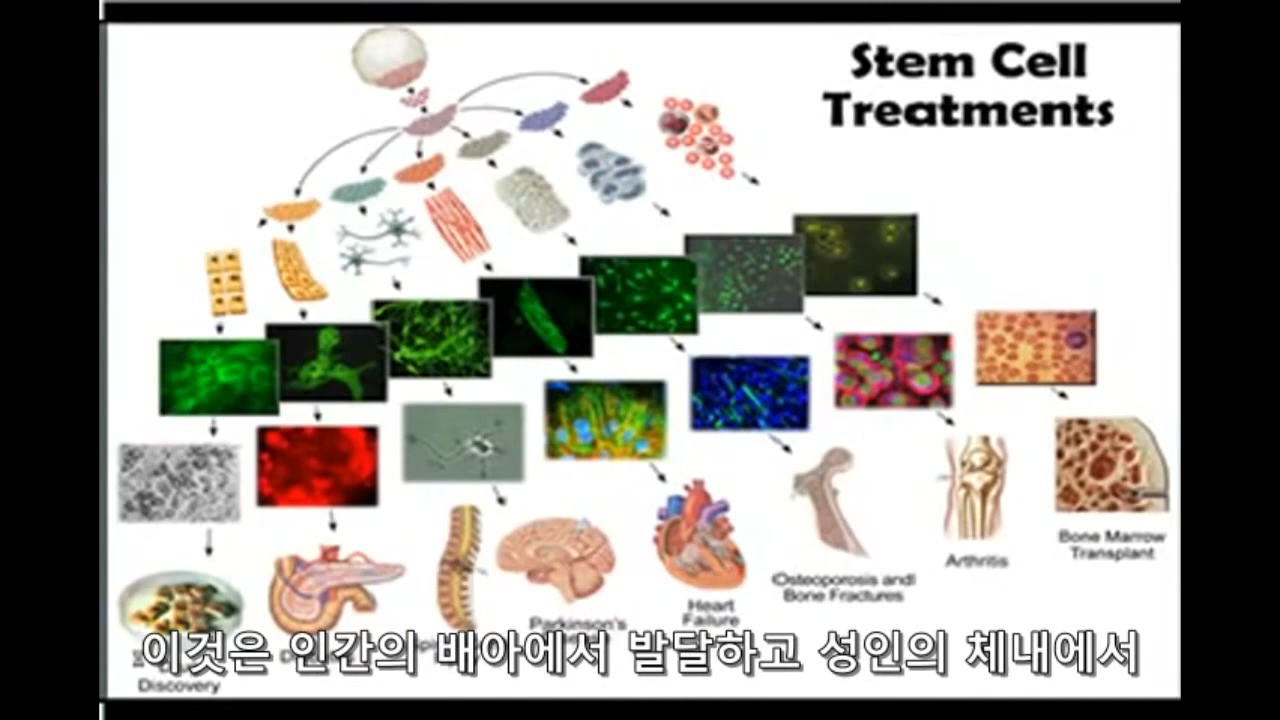 Stem Cell
Treatments
Bone Marrow
Transplant
Arthritis
Osteoporosis and
Bone Fractures
Heart
Failure
Parkinson's
이것은 인간의 배아에서 발달하고 성인의 체내에서
Discovery